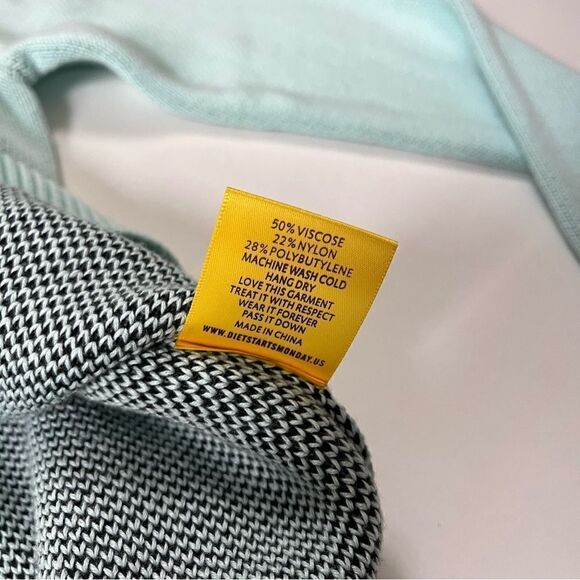 50% VISCOSE
22% NYLON
28% POLYBUTYLENE
MACHINE WASH COLD
HANG DRY
LOVE THIS GARMENT
TREAT IT WITH RESPECT
WEAR IT FOREVER
PASS IT DOWN
MADE IN CHINA
WWW.DIETSTARTSMONDAY.US